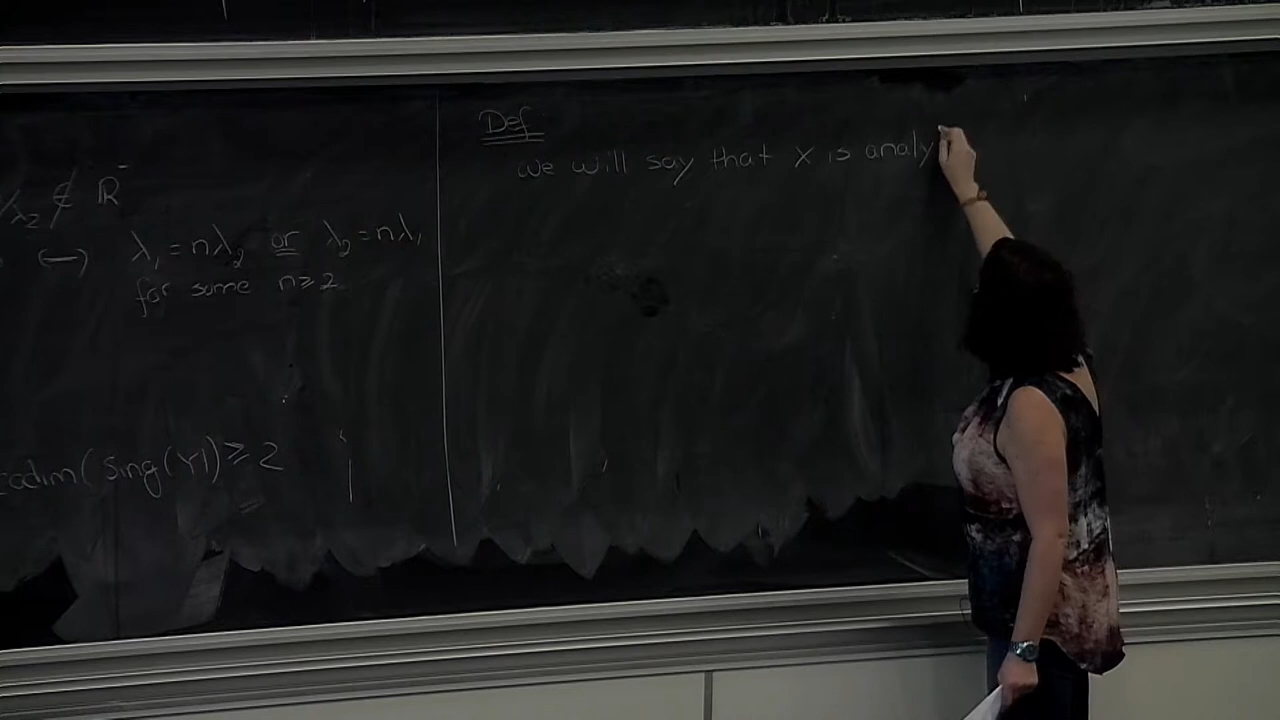 λ₂ ∉ ℝ⁻
λ₁ = nλ₂ or λ₂ = nλ₁
for some n ≥ 2
codim(Sing(Y)) ≥ 2
Def
we will say that X is analy